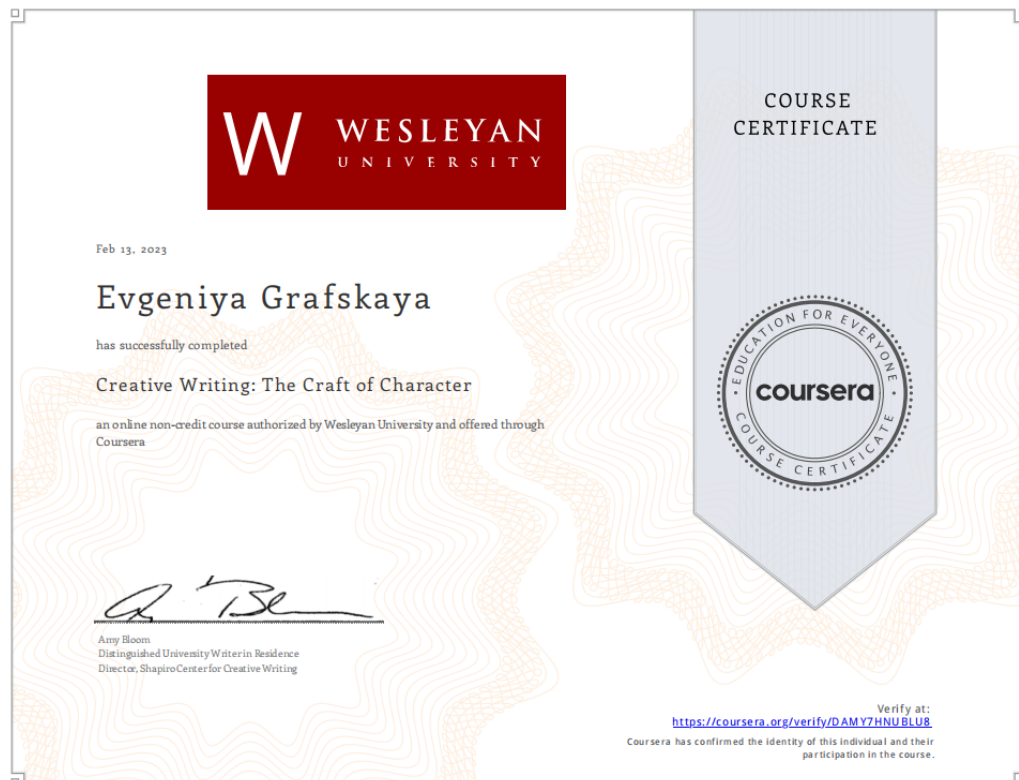 W WESLEYAN
UNIVERSITY
COURSE
CERTIFICATE
Feb 13, 2023
Evgeniya Grafskaya
has successfully completed
Creative Writing: The Craft of Character
an online non-credit course authorized by Wesleyan University and offered through
Coursera
EDUCATION FOR EVERYONE
coursera
COURSE CERTIFICATE
Amy Bloom
Distinguished University Writer in Residence
Director, Shapiro Center for Creative Writing
Verify at:
https://coursera.org/verify/DAMY7HNUBLU8
Coursera has confirmed the identity of this individual and their
participation in the course.